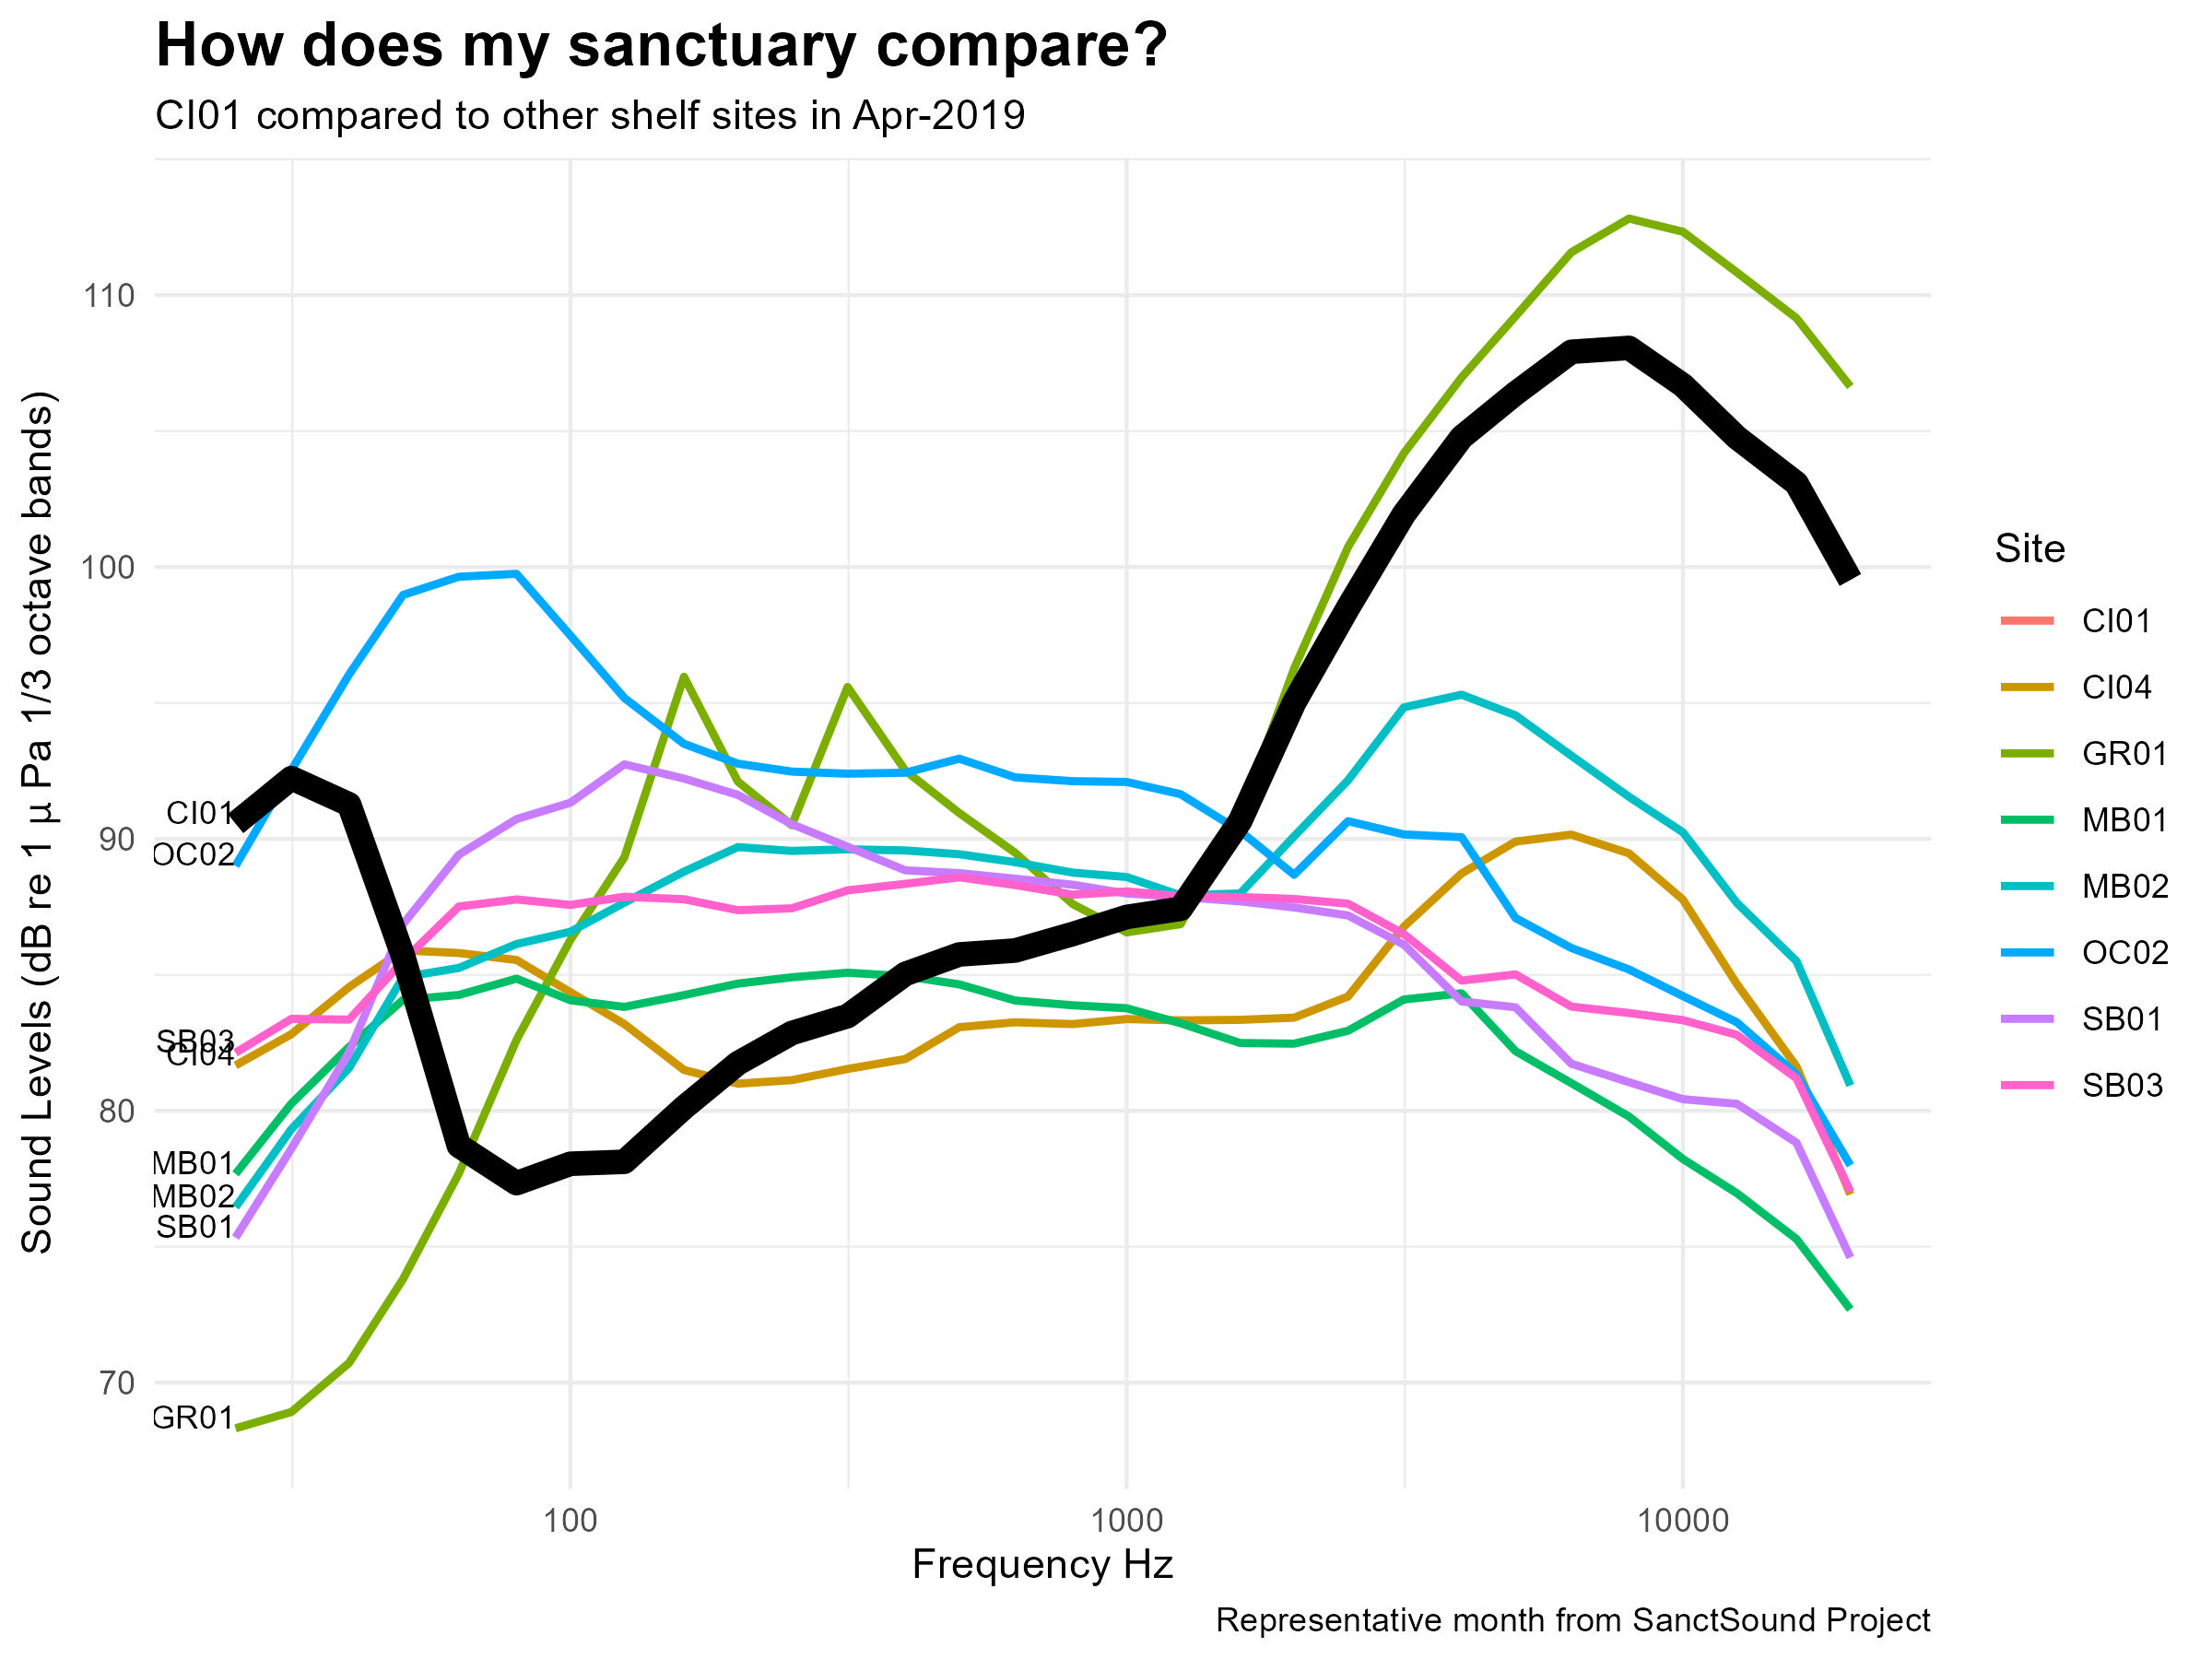 How does my sanctuary compare?
CI01 compared to other shelf sites in Apr-2019
Sound Levels (dB re 1 µ Pa 1/3 octave bands)
110
100
90
80
70
CI01
OC02
SB03
CI04
MB01
MB02
SB01
GR01
100
1000
10000
Frequency Hz
Site
CI01
CI04
GR01
MB01
MB02
OC02
SB01
SB03
Representative month from SanctSound Project